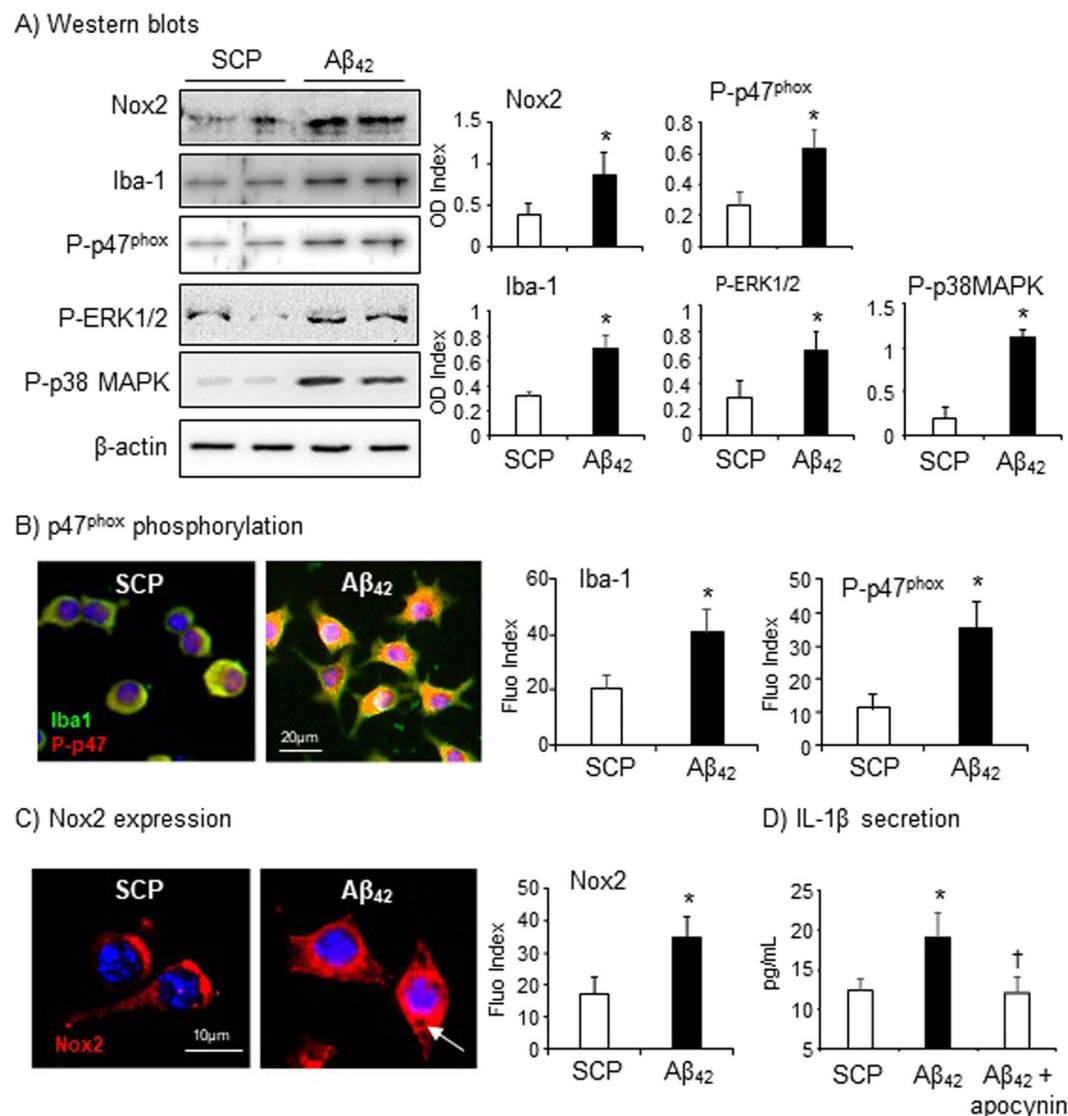 A) Western blots
SCP Aβ₄₂
Nox2
Iba-1
P-p47ᵖʰᵒˣ
P-ERK1/2
P-p38 MAPK
β-actin
Nox2
OD Index
1.5
1
0.5
0
*
P-p47ᵖʰᵒˣ
0.8
0.6
0.4
0.2
0
*
Iba-1
OD Index
1
0.8
0.6
0.4
0.2
0
*
SCP Aβ₄₂
P-ERK1/2
1
0.8
0.6
0.4
0.2
0
*
SCP Aβ₄₂
P-p38MAPK
1.5
1
0.5
0
*
SCP Aβ₄₂
B) p47ᵖʰᵒˣ phosphorylation
SCP
Iba1
P-p47
Aβ₄₂
20µm
Iba-1
Fluo Index
60
40
20
0
*
SCP Aβ₄₂
P-p47ᵖʰᵒˣ
Fluo Index
50
40
30
20
10
0
*
SCP Aβ₄₂
C) Nox2 expression
SCP
Nox2
10µm
Aβ₄₂
Nox2
Fluo Index
50
40
30
20
10
0
*
SCP Aβ₄₂
D) IL-1β secretion
pg/mL
25
20
15
10
5
*
†
SCP Aβ₄₂ Aβ₄₂ +
apocynin